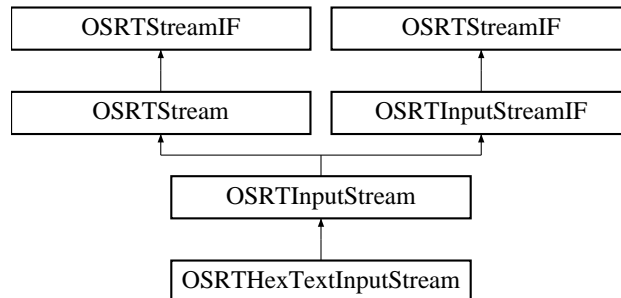 OSRTStreamIF OSRTStreamIF
OSRTStream OSRTInputStreamIF
OSRTInputStream
OSRTHexTextInputStream